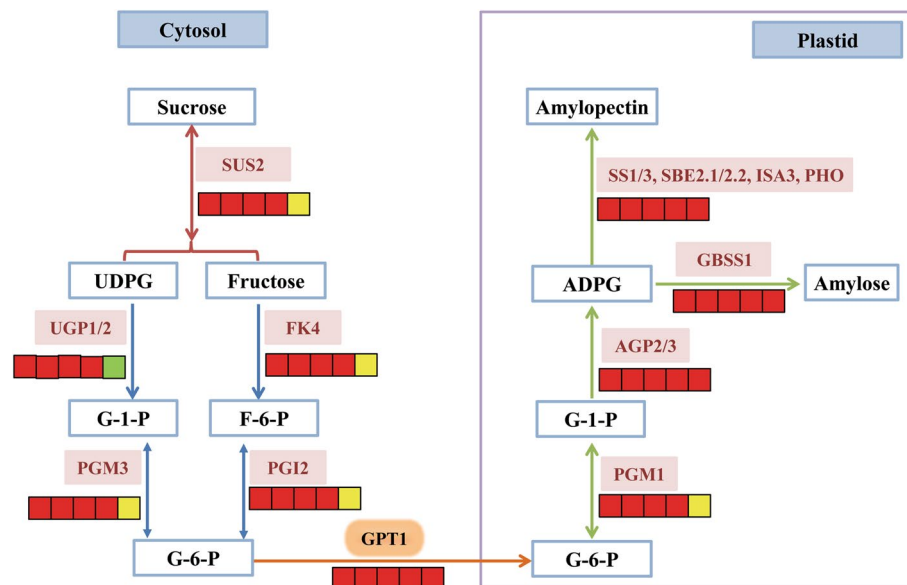 Cytosol
Plastid
Sucrose
Amylopectin
SUS2
SS1/3, SBE2.1/2.2, ISA3, PHO
UDPG
Fructose
ADPG
GBSS1
Amylose
UGP1/2
FK4
AGP2/3
G-1-P
F-6-P
G-1-P
PGM3
PGI2
PGM1
GPT1
G-6-P
G-6-P